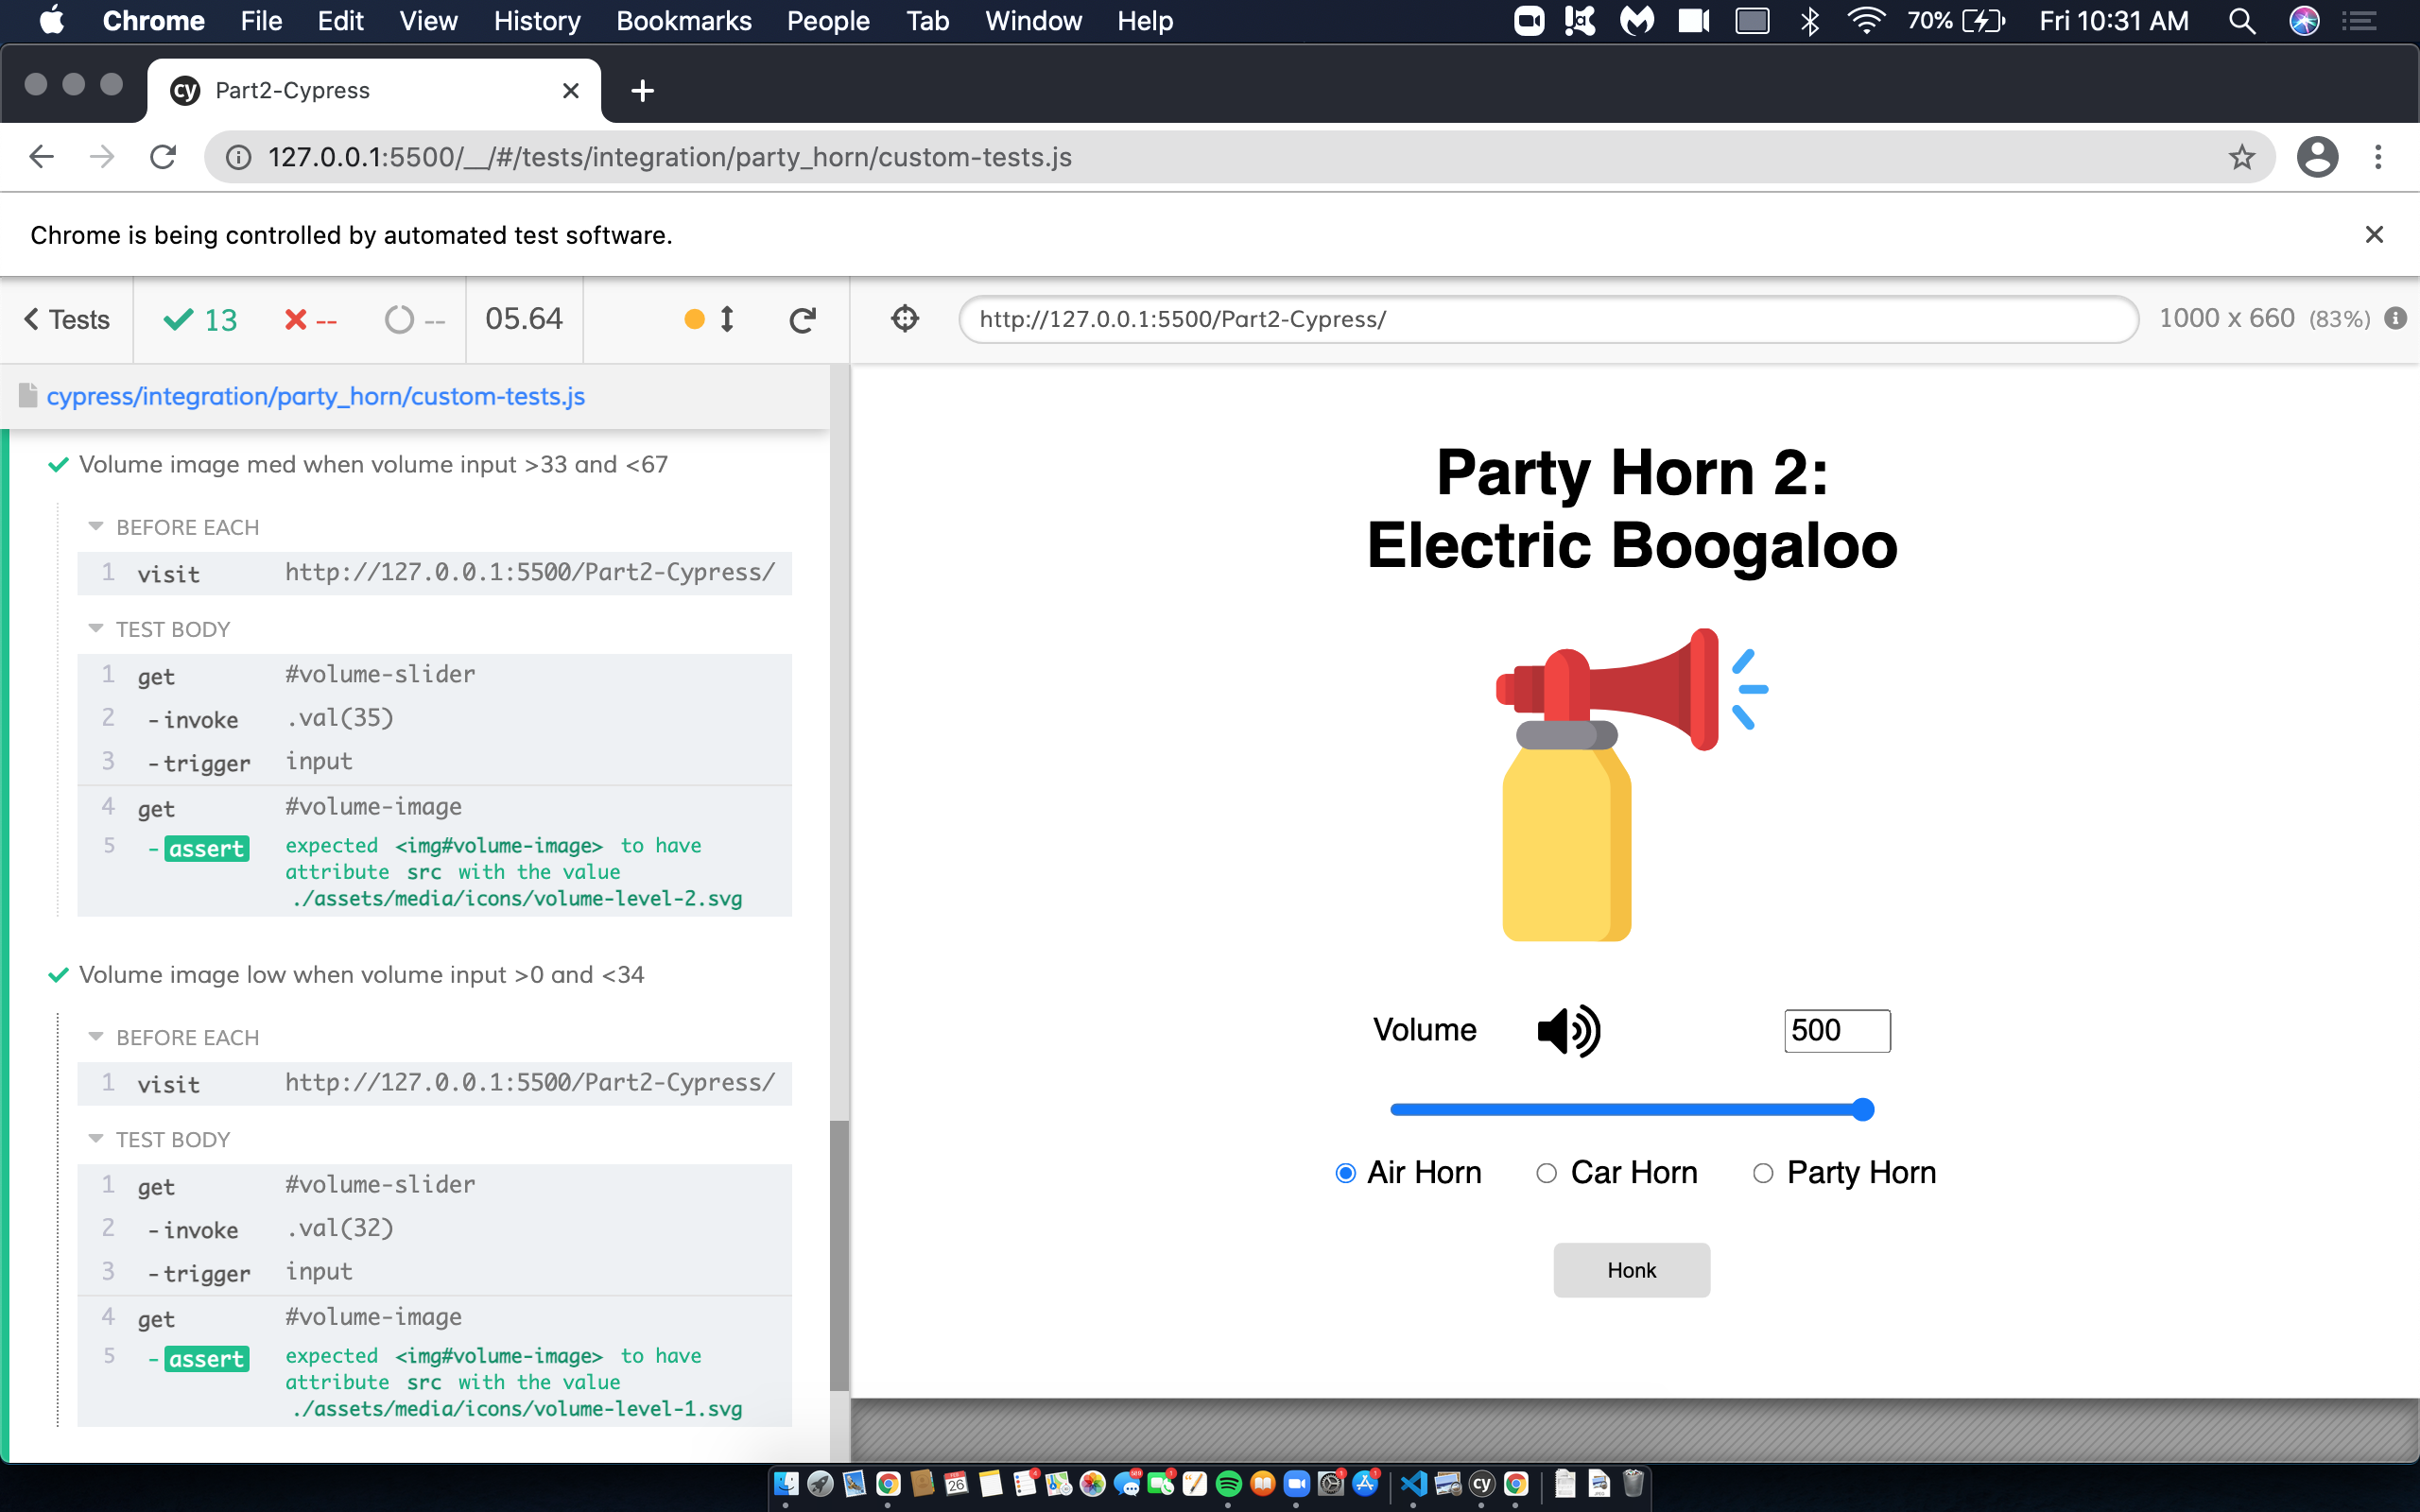 Chrome File Edit View History Bookmarks People Tab Window Help 70% Fri 10:31 AM
cy Part2-Cypress
127.0.0.1:5500/__/#/tests/integration/party_horn/custom-tests.js
Chrome is being controlled by automated test software.
Tests 13 -- -- 05.64
http://127.0.0.1:5500/Part2-Cypress/ 1000 x 660 (83%)
cypress/integration/party_horn/custom-tests.js
Volume image med when volume input >33 and <67
BEFORE EACH
1 visit http://127.0.0.1:5500/Part2-Cypress/
TEST BODY
1 get #volume-slider
2 -invoke .val(35)
3 -trigger input
4 get #volume-image
5 -assert expected <img#volume-image> to have
attribute src with the value
./assets/media/icons/volume-level-2.svg
Volume image low when volume input >0 and <34
BEFORE EACH
1 visit http://127.0.0.1:5500/Part2-Cypress/
TEST BODY
1 get #volume-slider
2 -invoke .val(32)
3 -trigger input
4 get #volume-image
5 -assert expected <img#volume-image> to have
attribute src with the value
./assets/media/icons/volume-level-1.svg
Party Horn 2:
Electric Boogaloo
Volume 500
Air Horn Car Horn Party Horn
Honk
26 cy